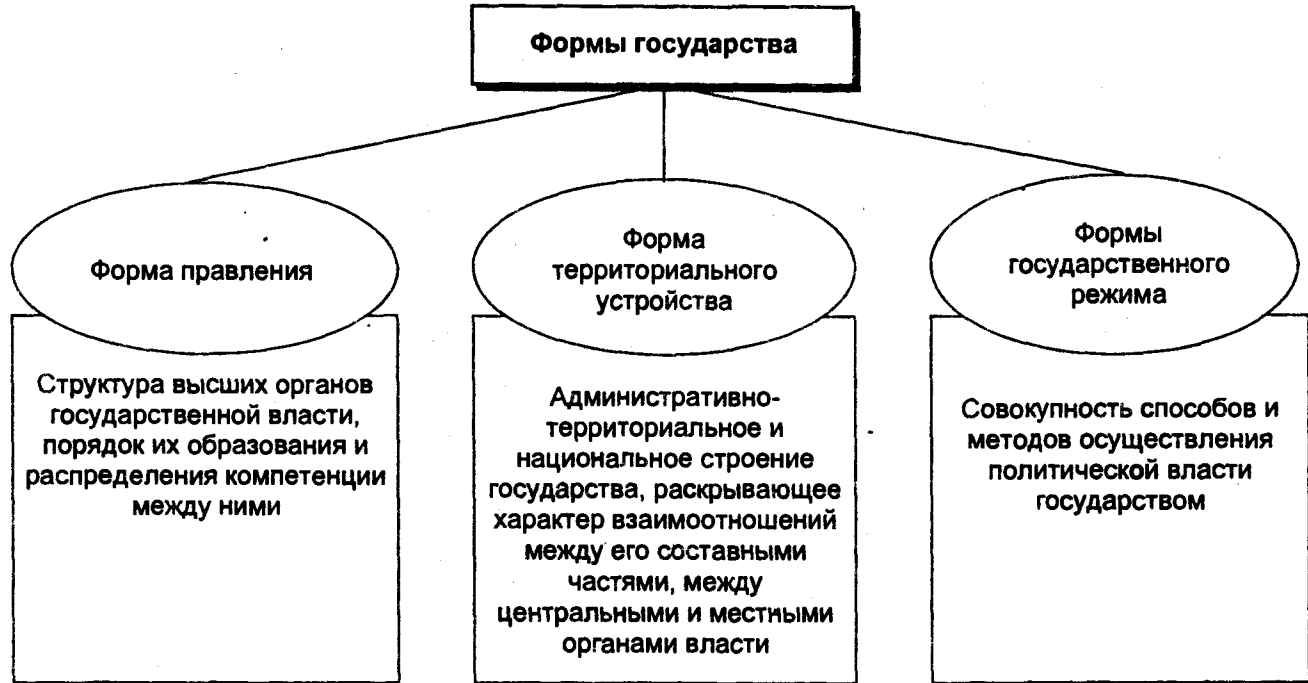 Формы государства
Форма правления
Структура высших органов
государственной власти,
порядок их образования и
распределения компетенции
между ними
Форма
территориального
устройства
Административно-
территориальное и
национальное строение
государства, раскрывающее
характер взаимоотношений
между его составными
частями, между
центральными и местными
органами власти
Формы
государственного
режима
Совокупность способов и
методов осуществления
политической власти
государством